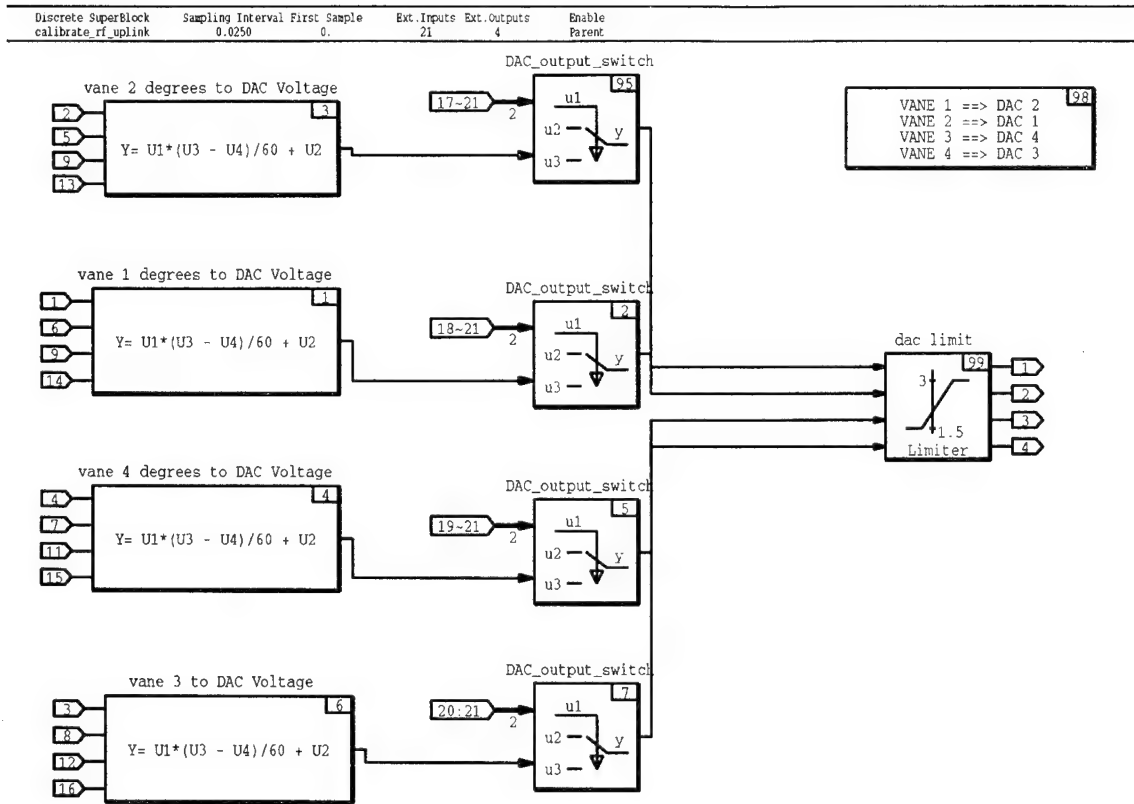 Discrete SuperBlock Sampling Interval First Sample Ext.Inputs Ext.Outputs Enable
calibrate_rf_uplink 0.0250 0. 21 4 Parent
DAC_output_switch
vane 2 degrees to DAC Voltage
2
5
9
13
3
Y= U1*(U3 - U4)/60 + U2
17~21
2
95
u1
u2
u3
y
98
VANE 1 ==> DAC 2
VANE 2 ==> DAC 1
VANE 3 ==> DAC 4
VANE 4 ==> DAC 3
vane 1 degrees to DAC Voltage
1
6
9
14
1
Y= U1*(U3 - U4)/60 + U2
DAC_output_switch
18~21
2
2
u1
u2
u3
y
dac limit
99
3
1.5
Limiter
1
2
3
4
vane 4 degrees to DAC Voltage
4
7
11
15
4
Y= U1*(U3 - U4)/60 + U2
DAC_output_switch
19~21
2
5
u1
u2
u3
y
vane 3 to DAC Voltage
3
8
12
16
6
Y= U1*(U3 - U4)/60 + U2
DAC_output_switch
20:21
2
7
u1
u2
u3
y